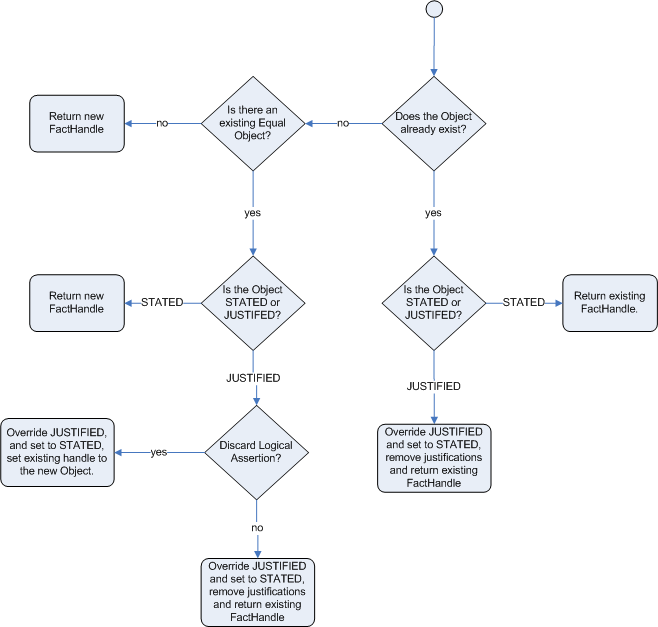 Does the Object
already exist?
no
Is there an
existing Equal
Object?
no
Return new
FactHandle
yes
yes
Is the Object
STATED or
JUSTIFED?
STATED
Return new
FactHandle
Is the Object
STATED or
JUSTIFED?
STATED
Return existing
FactHandle.
JUSTIFIED
JUSTIFIED
Discard Logical
Assertion?
yes
Override JUSTIFIED,
and set to STATED,
set existing handle to
the new Object.
Override JUSTIFIED
and set to STATED,
remove justifications
and return existing
FactHandle
no
Override JUSTIFIED
and set to STATED,
remove justifications
and return existing
FactHandle